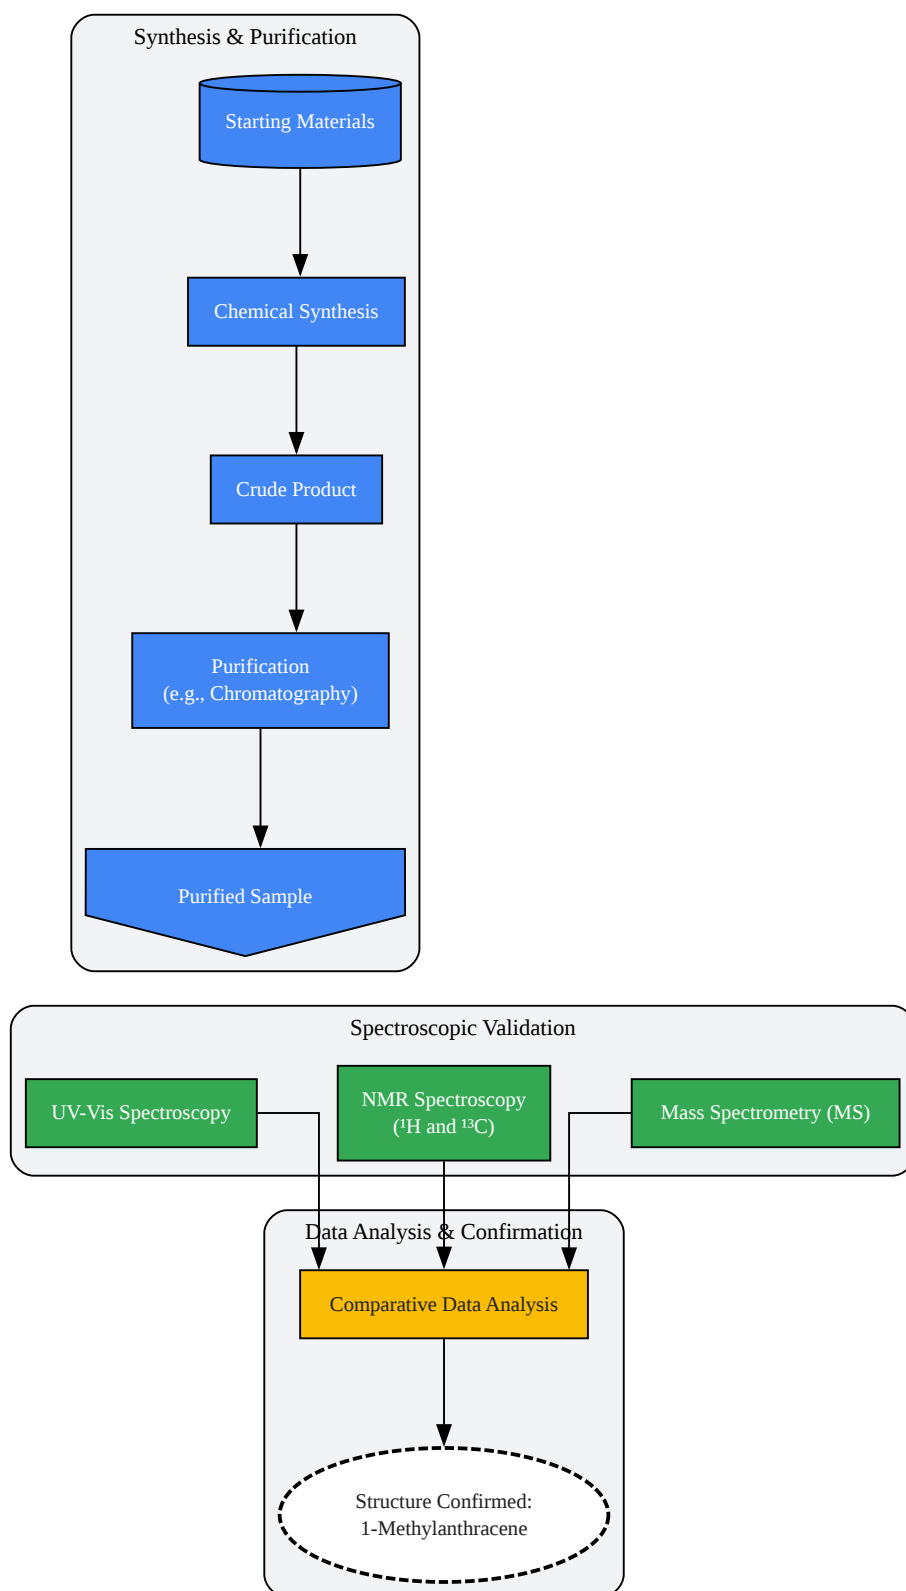 Synthesis & Purification
Starting Materials
Chemical Synthesis
Crude Product
Purification
(e.g., Chromatography)
Purified Sample
Spectroscopic Validation
UV-Vis Spectroscopy
NMR Spectroscopy
(¹H and ¹³C)
Mass Spectrometry (MS)
Data Analysis & Confirmation
Comparative Data Analysis
Structure Confirmed:
1-Methylanthracene